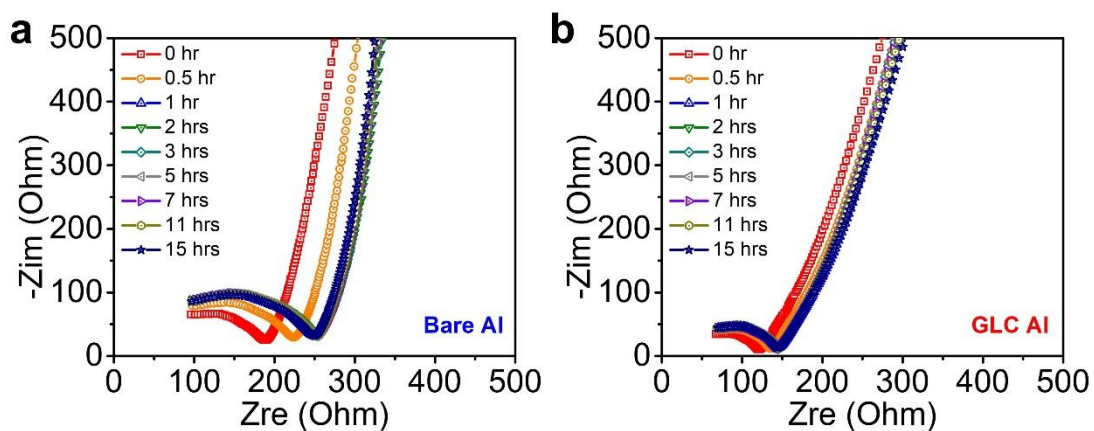 a
500
400
300
200
100
0
-Zim (Ohm)
0 hr
0.5 hr
1 hr
2 hrs
3 hrs
5 hrs
7 hrs
11 hrs
15 hrs
Bare Al
0 100 200 300 400 500
Zre (Ohm)
b
500
400
300
200
100
0
-Zim (Ohm)
0 hr
0.5 hr
1 hr
2 hrs
3 hrs
5 hrs
7 hrs
11 hrs
15 hrs
GLC Al
0 100 200 300 400 500
Zre (Ohm)